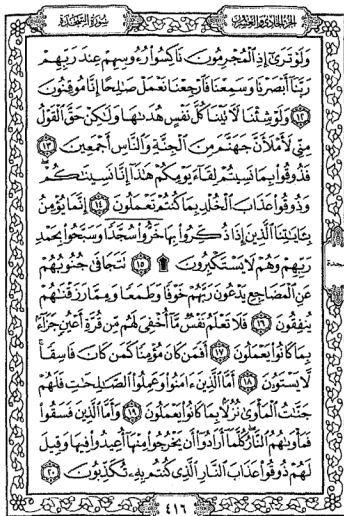 الجزء الحادي والعشرون سورة السجدة
وَلَوْ تَرَىٰٓ إِذِ ٱلْمُجْرِمُونَ نَاكِسُوا۟ رُءُوسِهِمْ عِندَ رَبِّهِمْ
رَبَّنَآ أَبْصَرْنَا وَسَمِعْنَا فَٱرْجِعْنَا نَعْمَلْ صَٰلِحًا إِنَّا مُوقِنُونَ
١٢ وَلَوْ شِئْنَا لَءَاتَيْنَا كُلَّ نَفْسٍ هُدَىٰهَا وَلَٰكِنْ حَقَّ ٱلْقَوْلُ
مِنِّى لَأَمْلَأَنَّ جَهَنَّمَ مِنَ ٱلْجِنَّةِ وَٱلنَّاسِ أَجْمَعِينَ ١٣
فَذُوقُوا۟ بِمَا نَسِيتُمْ لِقَآءَ يَوْمِكُمْ هَٰذَآ إِنَّا نَسِينَٰكُمْ
وَذُوقُوا۟ عَذَابَ ٱلْخُلْدِ بِمَا كُنتُمْ تَعْمَلُونَ ١٤ إِنَّمَا يُؤْمِنُ
بِـَٔايَٰتِنَا ٱلَّذِينَ إِذَا ذُكِّرُوا۟ بِهَا خَرُّوا۟ سُجَّدًا وَسَبَّحُوا۟ بِحَمْدِ
رَبِّهِمْ وَهُمْ لَا يَسْتَكْبِرُونَ ۩ ١٥ تَتَجَافَىٰ جُنُوبُهُمْ
عَنِ ٱلْمَضَاجِعِ يَدْعُونَ رَبَّهُمْ خَوْفًا وَطَمَعًا وَمِمَّا رَزَقْنَٰهُمْ
يُنفِقُونَ ١٦ فَلَا تَعْلَمُ نَفْسٌ مَّآ أُخْفِىَ لَهُم مِّن قُرَّةِ أَعْيُنٍ جَزَآءًۢ
بِمَا كَانُوا۟ يَعْمَلُونَ ١٧ أَفَمَن كَانَ مُؤْمِنًا كَمَن كَانَ فَاسِقًا ۚ
لَّا يَسْتَوُۥنَ ١٨ أَمَّا ٱلَّذِينَ ءَامَنُوا۟ وَعَمِلُوا۟ ٱلصَّٰلِحَٰتِ فَلَهُمْ
جَنَّٰتُ ٱلْمَأْوَىٰ نُزُلًۢا بِمَا كَانُوا۟ يَعْمَلُونَ ١٩ وَأَمَّا ٱلَّذِينَ فَسَقُوا۟
فَمَأْوَىٰهُمُ ٱلنَّارُ ۖ كُلَّمَآ أَرَادُوٓا۟ أَن يَخْرُجُوا۟ مِنْهَآ أُعِيدُوا۟ فِيهَا وَقِيلَ
لَهُمْ ذُوقُوا۟ عَذَابَ ٱلنَّارِ ٱلَّذِى كُنتُم بِهِۦ تُكَذِّبُونَ ٢٠
سجدة
٤١٦